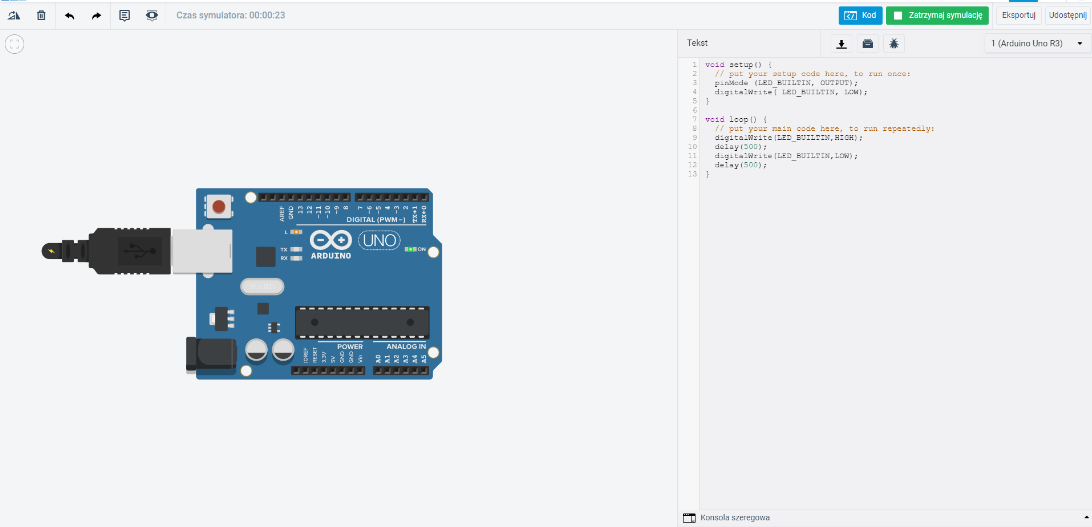 Czas symulatora: 00:00:23
Kod
Zatrzymaj symulację
Eksportuj
Udostępnij
Tekst
1 (Arduino Uno R3)
1 void setup() {
2 // put your setup code here, to run once:
3 pinMode (LED_BUILTIN, OUTPUT);
4 digitalWrite( LED_BUILTIN, LOW);
5 }
6
7 void loop() {
8 // put your main code here, to run repeatedly:
9 digitalWrite(LED_BUILTIN,HIGH);
10 delay(500);
11 digitalWrite(LED_BUILTIN,LOW);
12 delay(500);
13 }
AREF GND 13 12 ~11 ~10 ~9 8 7 ~6 ~5 4 ~3 2 TX→1 RX←0
DIGITAL (PWM ~)
L
TX
RX
UNO
ARDUINO
ON
POWER
ANALOG IN
IOREF RESET 3.3V 5V GND GND Vin A0 A1 A2 A3 A4 A5
Konsola szeregowa